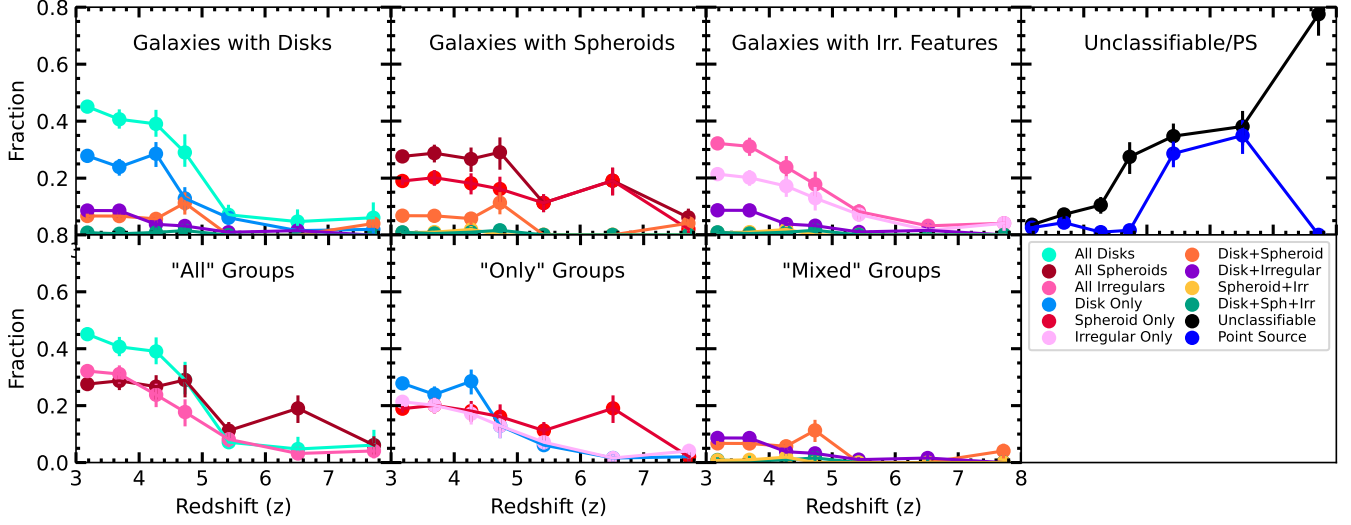 0.8
0.6
0.4
0.2
0.8
Fraction
Galaxies with Disks
Galaxies with Spheroids
Galaxies with Irr. Features
Unclassifiable/PS
0.6
0.4
0.2
0.0
Fraction
"All" Groups
"Only" Groups
"Mixed" Groups
All Disks
All Spheroids
All Irregulars
Disk Only
Spheroid Only
Irregular Only
Disk+Spheroid
Disk+Irregular
Spheroid+Irr
Disk+Sph+Irr
Unclassifiable
Point Source
3 4 5 6 7 3 4 5 6 7 3 4 5 6 7 8
Redshift (z) Redshift (z) Redshift (z)